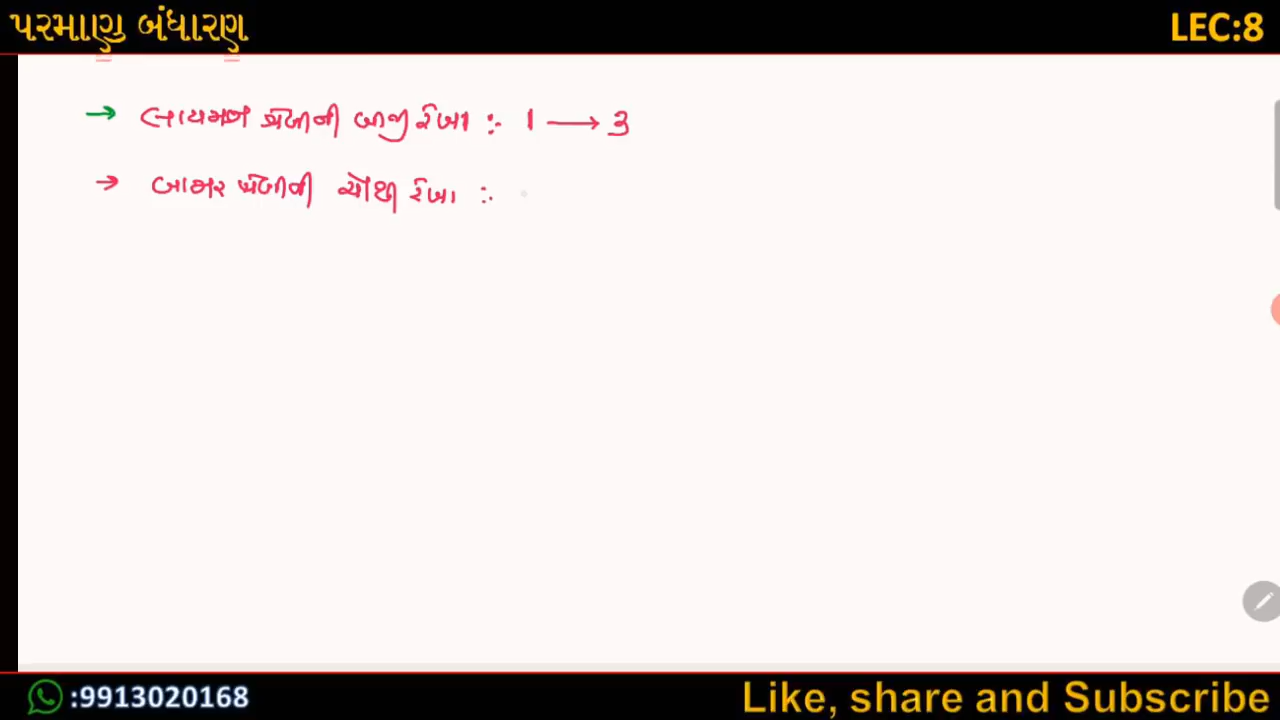 પરમાણુ બંધારણ
LEC:8
→ લાયમન શ્રેણીની બીજી રેખા :- 1 → 3
→ બામર શ્રેણીની ચોથી રેખા :-
:9913020168
Like, share and Subscribe